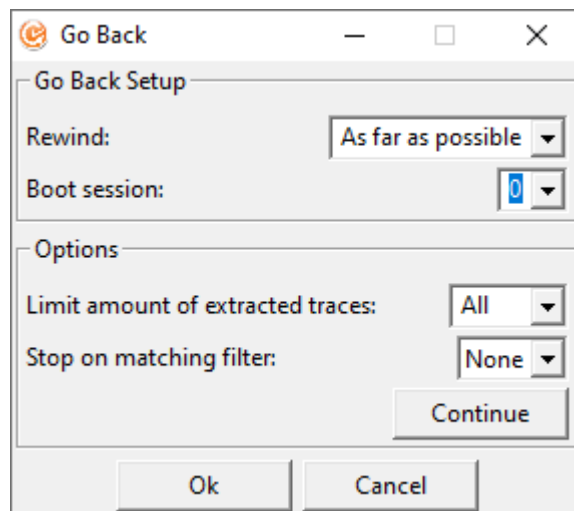 Go Back
Go Back Setup
Rewind: As far as possible
Boot session: 0
Options
Limit amount of extracted traces: All
Stop on matching filter: None
Continue
Ok Cancel